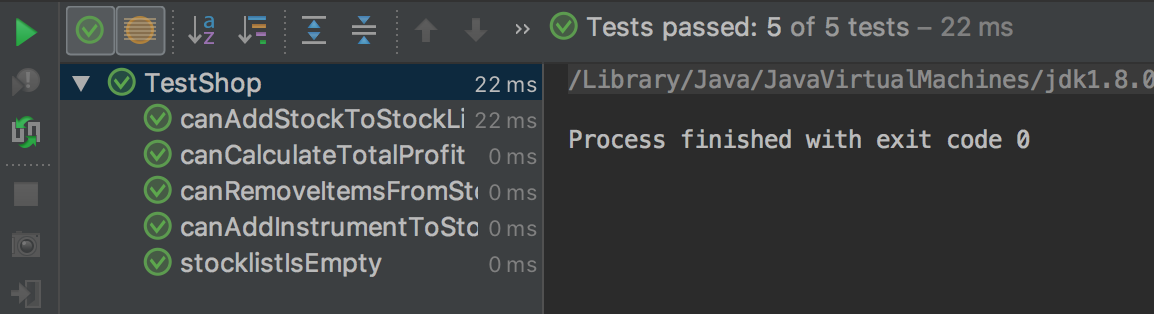 Tests passed: 5 of 5 tests – 22 ms
TestShop 22 ms
canAddStockToStockLi 22 ms
canCalculateTotalProfit 0 ms
canRemoveItemsFromSto 0 ms
canAddInstrumentToSto 0 ms
stocklistIsEmpty 0 ms
/Library/Java/JavaVirtualMachines/jdk1.8.0
Process finished with exit code 0